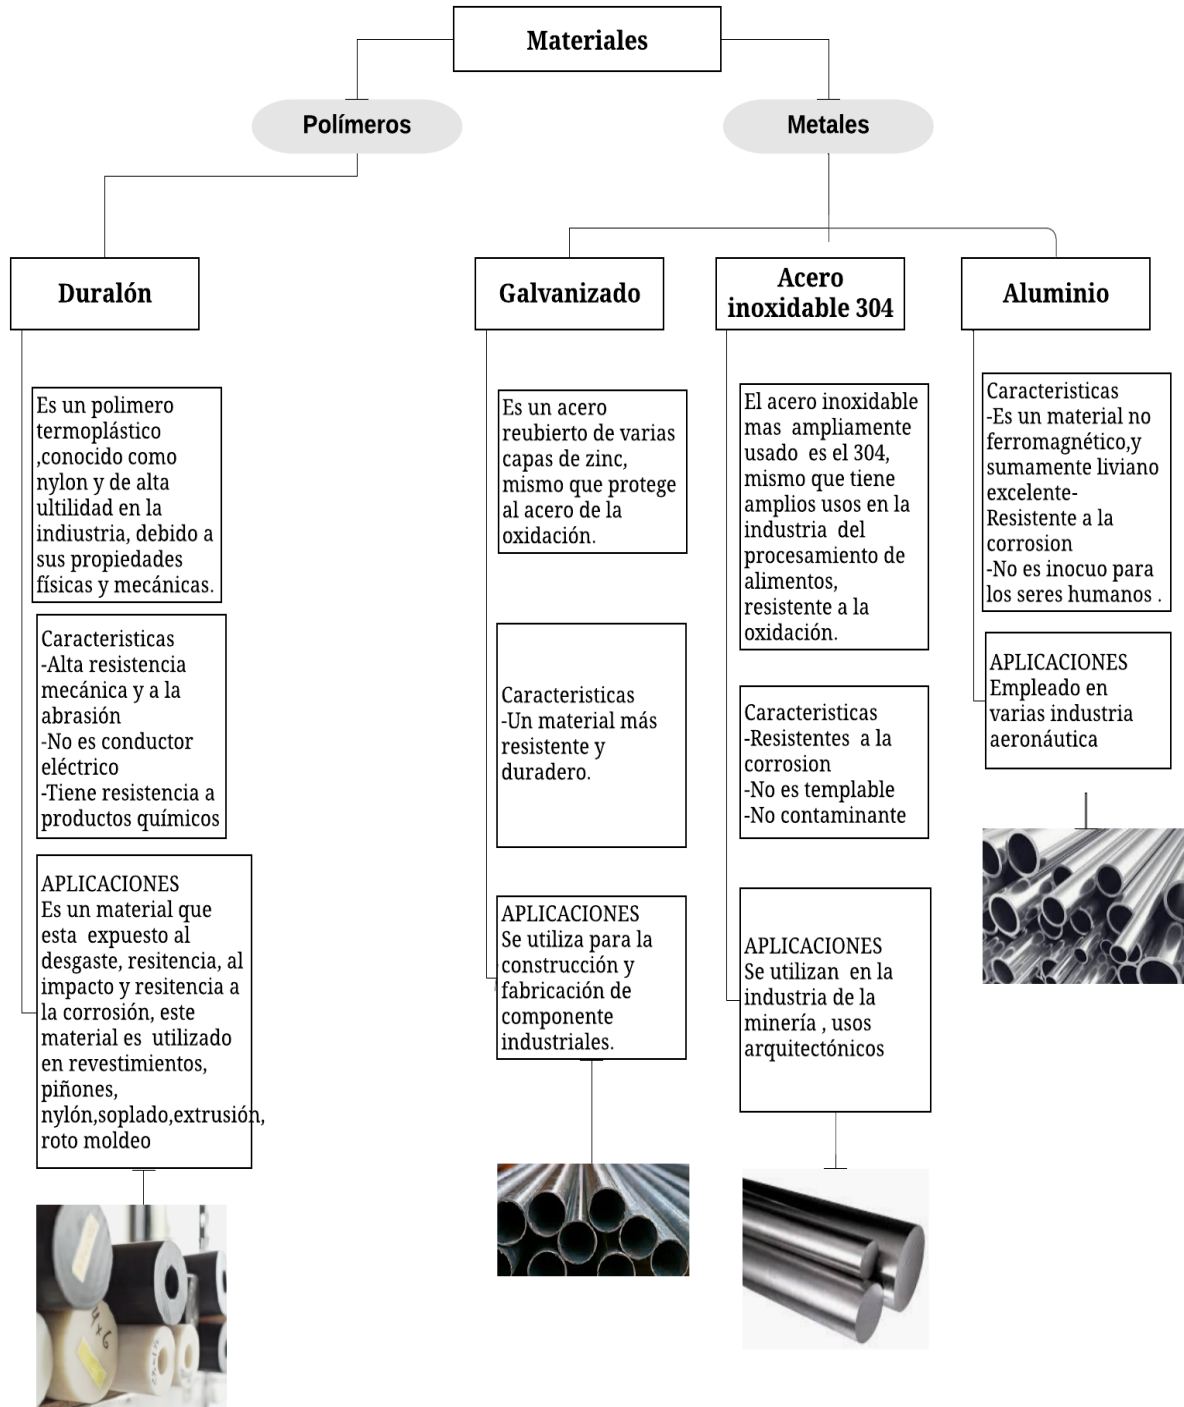 Materiales
Polímeros
Metales
Duralón
Galvanizado
Acero
inoxidable 304
Aluminio
Es un polimero
termoplástico
,conocido como
nylon y de alta
ultilidad en la
indiustria, debido a
sus propiedades
físicas y mecánicas.
Caracteristicas
-Alta resistencia
mecánica y a la
abrasión
-No es conductor
eléctrico
-Tiene resistencia a
productos químicos
APLICACIONES
Es un material que
esta  expuesto al
desgaste, resitencia, al
impacto y resitencia a
la corrosión, este
material es  utilizado
en revestimientos,
piñones,
nylón,soplado,extrusión,
roto moldeo
Es un acero
reubierto de varias
capas de zinc,
mismo que protege
al acero de la
oxidación.
Caracteristicas
-Un material más
resistente y
duradero.
APLICACIONES
Se utiliza para la
construcción y
fabricación de
componente
industriales.
El acero inoxidable
mas  ampliamente
usado  es el 304,
mismo que tiene
amplios usos en la
industria  del
procesamiento de
alimentos,
resistente a la
oxidación.
Caracteristicas
-Resistentes  a la
corrosion
-No es templable
-No contaminante
APLICACIONES
Se utilizan  en la
industria de la
minería , usos
arquitectónicos
Caracteristicas
-Es un material no
ferromagnético,y
sumamente liviano
excelente-
Resistente a la
corrosion
-No es inocuo para
los seres humanos .
APLICACIONES
Empleado en
varias industria
aeronáutica
4x6